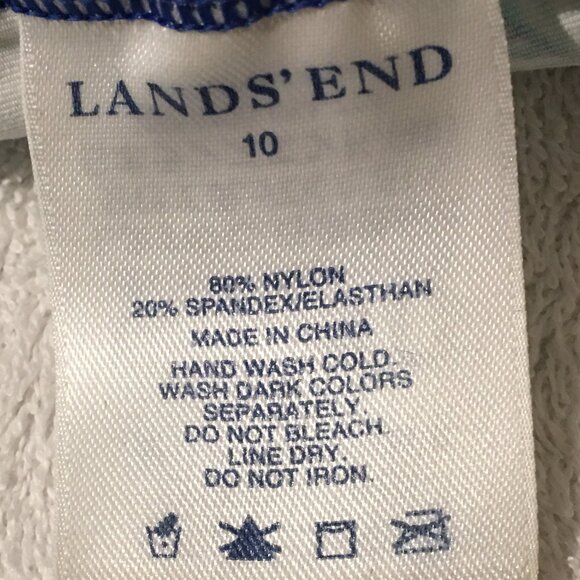 LANDS' END
10
80% NYLON
20% SPANDEX/ELASTHAN
MADE IN CHINA
HAND WASH COLD.
WASH DARK COLORS
SEPARATELY.
DO NOT BLEACH.
LINE DRY.
DO NOT IRON.